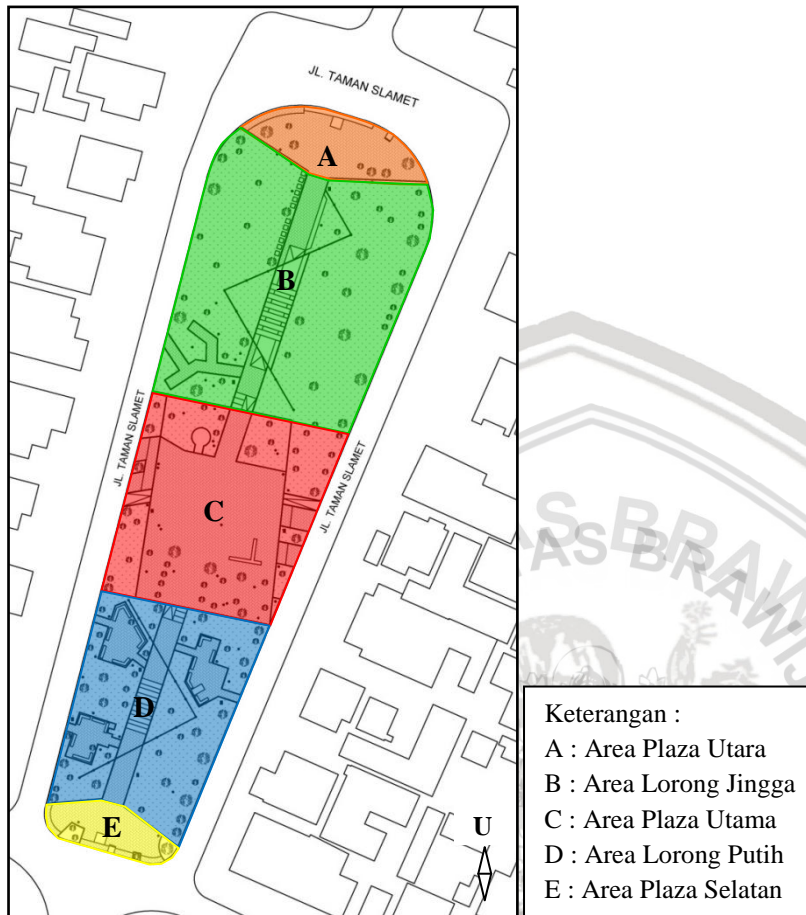 JL. TAMAN SLAMET
A
B
JL. TAMAN SLAMET
JL. TAMAN SLAMET
C
D
E
U
Keterangan :
A : Area Plaza Utara
B : Area Lorong Jingga
C : Area Plaza Utama
D : Area Lorong Putih
E : Area Plaza Selatan